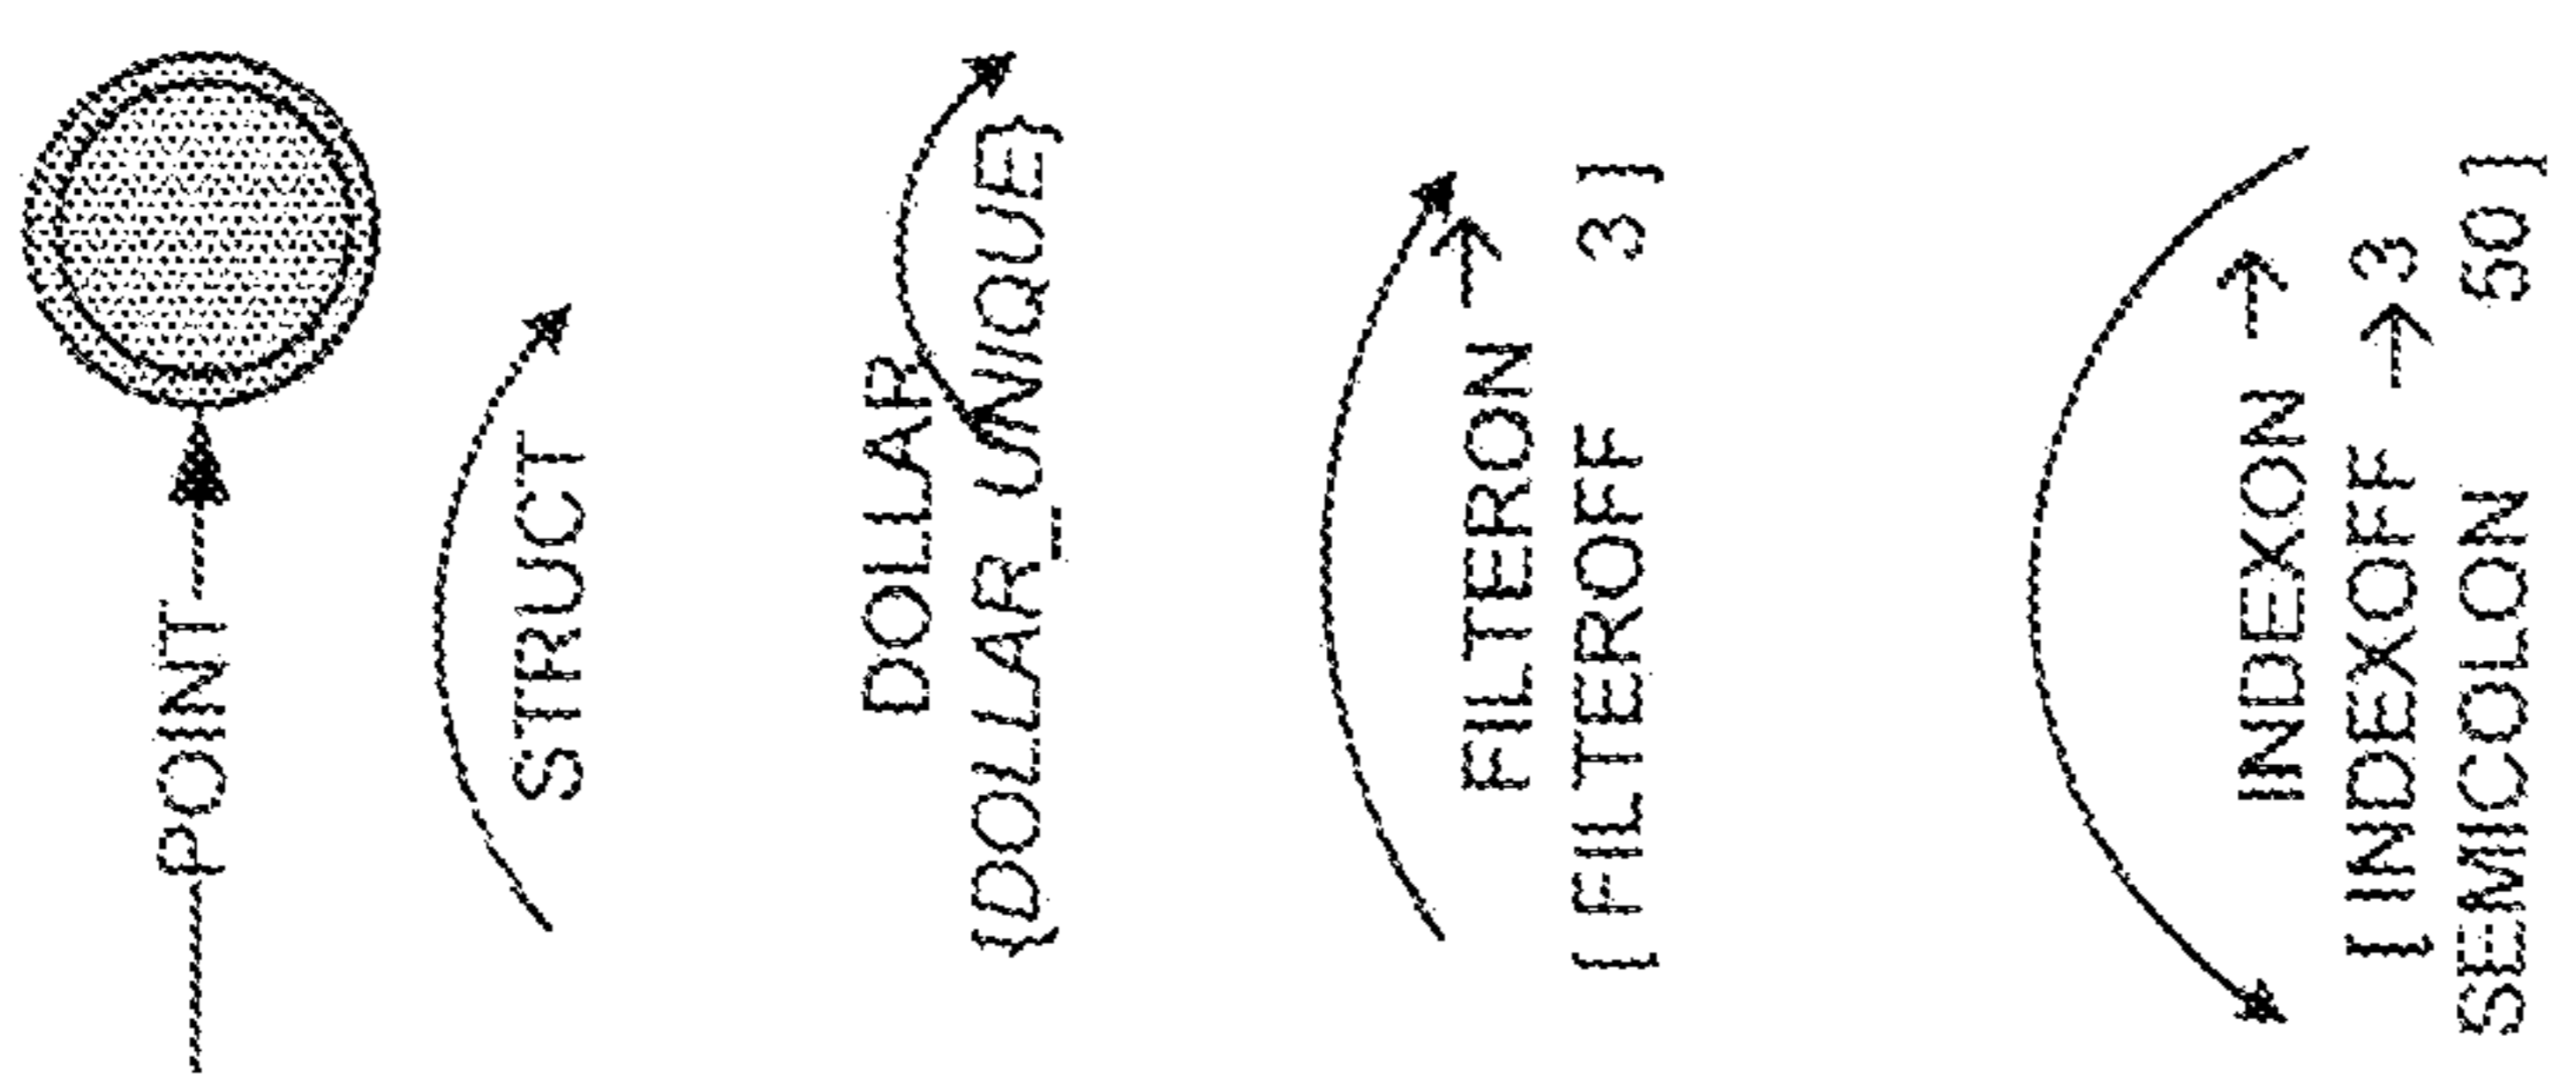 POINT
STRUCT
DOLLAR
{DOLLAR_UNIQUE}
FILTERON →
[ FILTEROFF 3 ]
INDEXON →
[ INDEXOFF → 3
SEMICOLON 50 ]